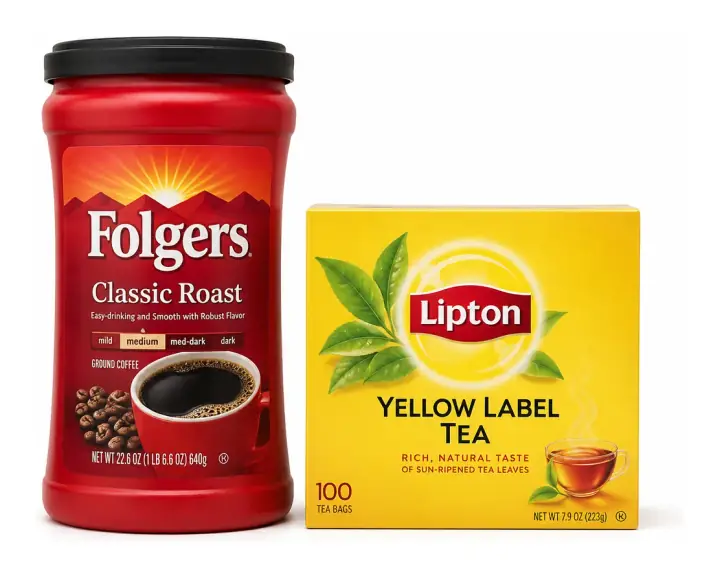 Folgers®
Classic Roast
Easy-drinking and Smooth with Robust Flavor
mild medium med-dark dark
GROUND COFFEE
NET WT 22.6 OZ (1 LB 6.6 OZ) 640g K
Lipton
YELLOW LABEL
TEA
RICH, NATURAL TASTE
OF SUN-RIPENED TEA LEAVES
100
TEA BAGS
NET WT 7.9 OZ (223g) K